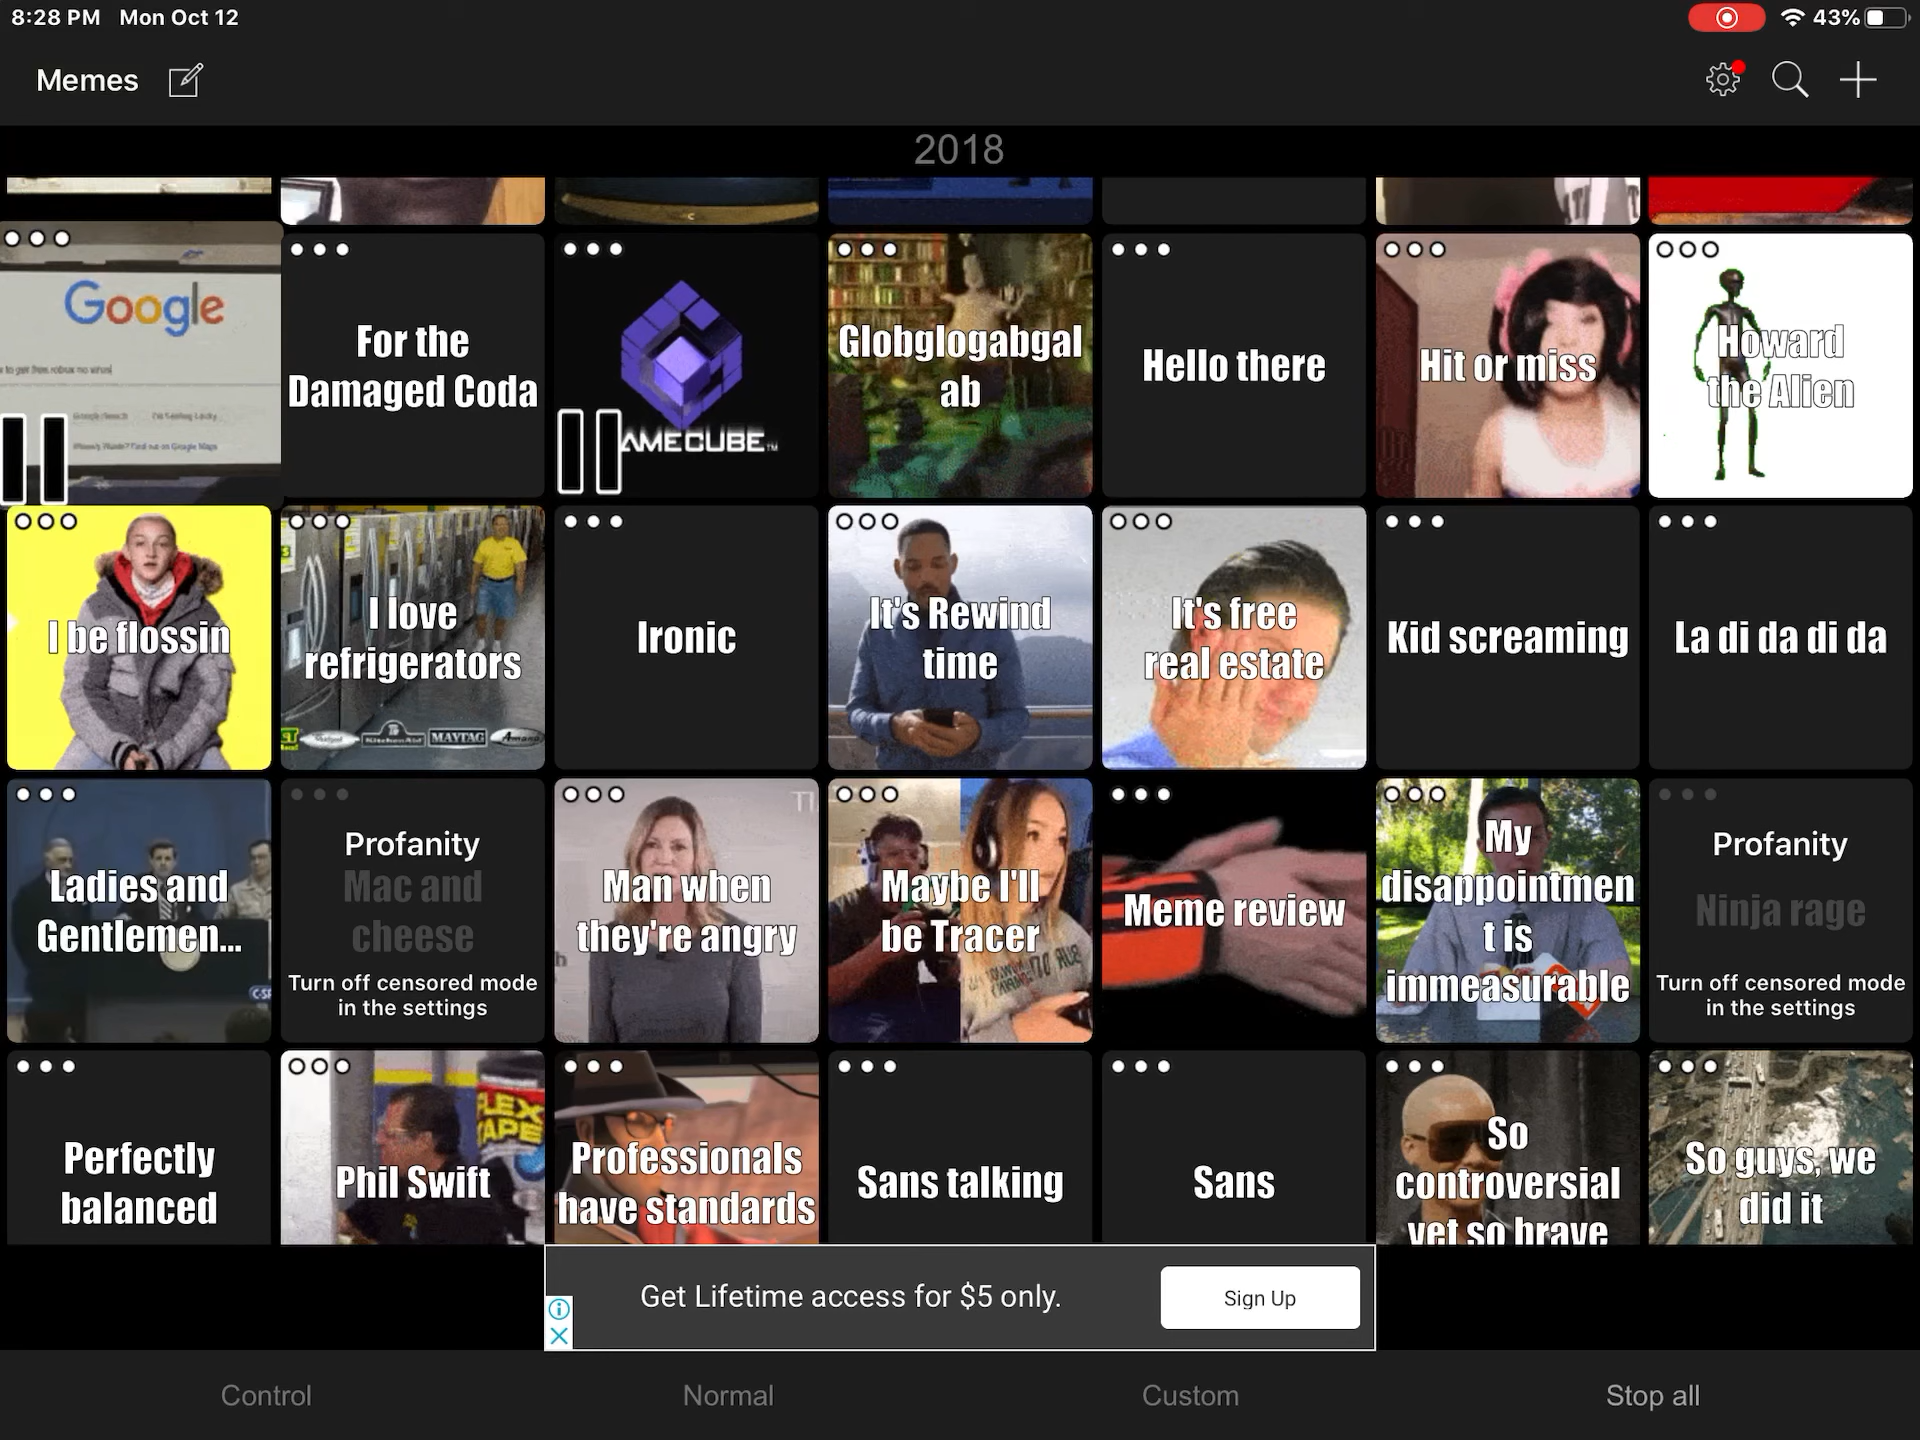 8:28 PM Mon Oct 12
43%
Memes
2018
Google
For the
Damaged Coda
AMECUBE™
Globglogabgal
ab
Hello there
Hit or miss
Howard
the Alien
I be flossin
I love
refrigerators
MAYTAG
Amana
Ironic
It's Rewind
time
It's free
real estate
Kid screaming
La di da di da
Ladies and
Gentlemen...
Profanity
Mac and
cheese
Turn off censored mode
in the settings
Man when
they're angry
Maybe I'll
be Tracer
Meme review
My
disappointmen
t is
immeasurable
Profanity
Ninja rage
Turn off censored mode
in the settings
Perfectly
balanced
Phil Swift
FLEX
TAPE
Professionals
have standards
Sans talking
Sans
So
controversial
yet so brave
So guys, we
did it
Get Lifetime access for $5 only.
Sign Up
Control
Normal
Custom
Stop all